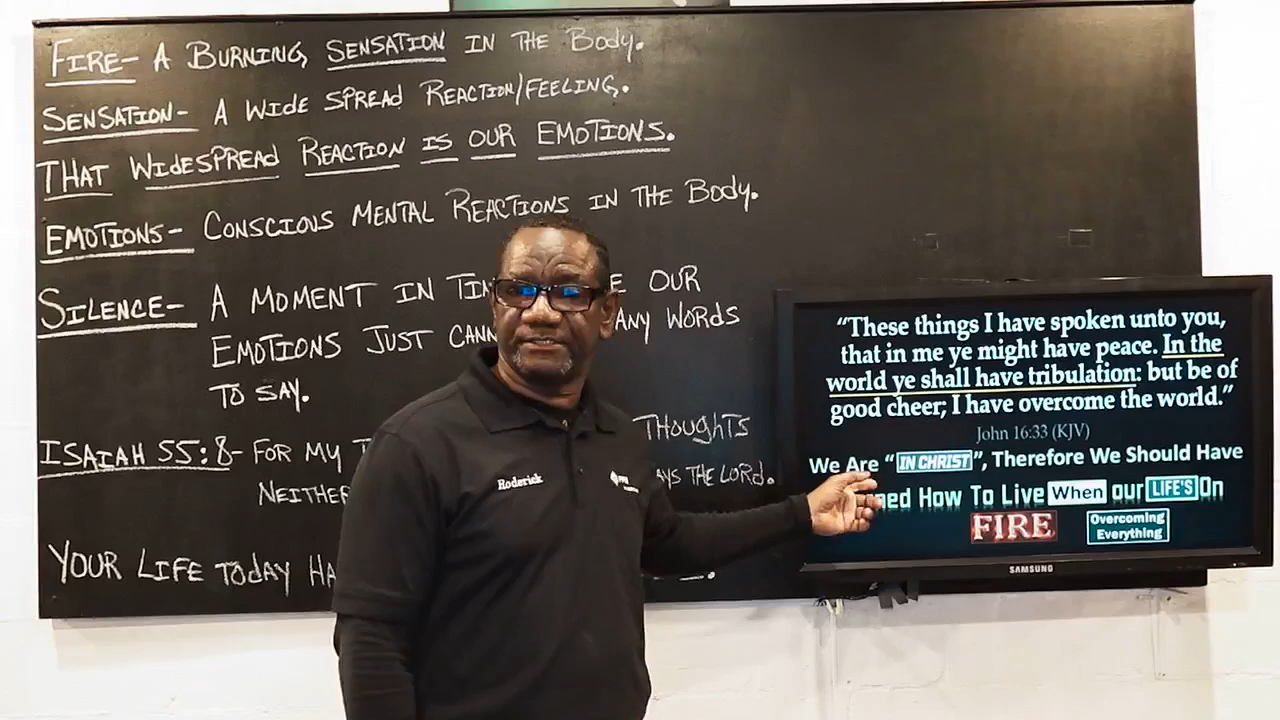 FIRE- A BURNING SENSATION IN THE BODY.
SENSATION- A WIDE SPREAD REACTION/FEELING.
THAT WIDESPREAD REACTION IS OUR EMOTIONS.
EMOTIONS- CONSCIOUS MENTAL REACTIONS IN THE BODY.
SILENCE- A MOMENT IN OUR
EMOTIONS JUST ANY WORDS
TO SAY.
ISAIAH 55:8- FOR MY THOUGHTS
NEITHER THE LORD.
YOUR LIFE TODAY
Roderick
“These things I have spoken unto you,
that in me ye might have peace. In the
world ye shall have tribulation: but be of
good cheer; I have overcome the world.”
John 16:33 (KJV)
We Are “IN CHRIST”, Therefore We Should Have
How To Live When our LIFE'S On
FIRE
Overcoming
Everything
SAMSUNG